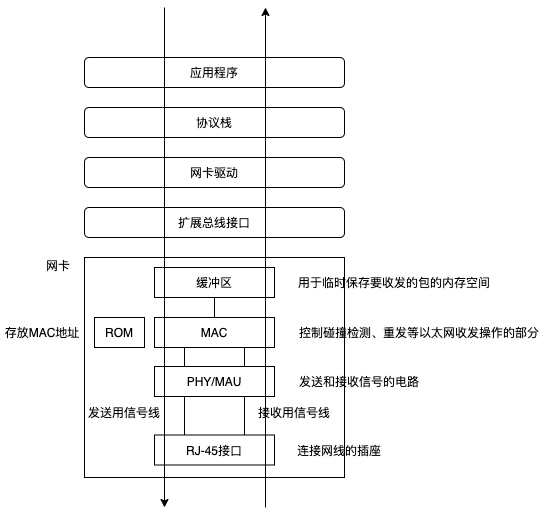 应用程序
协议栈
网卡驱动
扩展总线接口
网卡
缓冲区
用于临时保存要收发的包的内存空间
存放MAC地址
ROM
MAC
控制碰撞检测、重发等以太网收发操作的部分
PHY/MAU
发送和接收信号的电路
发送用信号线
接收用信号线
RJ-45接口
连接网线的插座